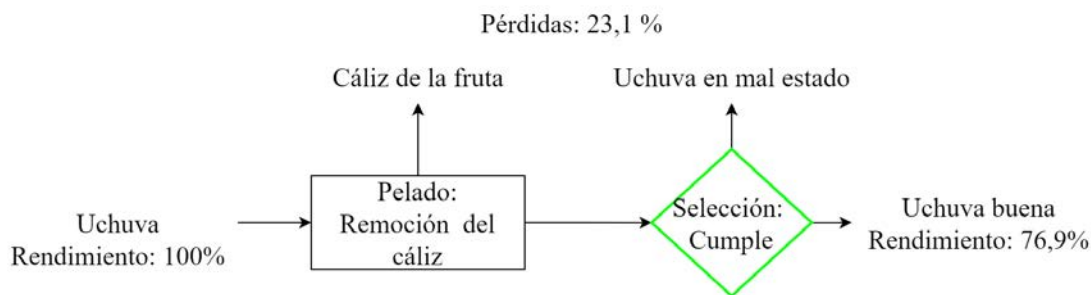 Pérdidas: 23,1 %
Cáliz de la fruta
Uchuva en mal estado
Uchuva
Rendimiento: 100%
Pelado:
Remoción del
cáliz
Selección:
Cumple
Uchuva buena
Rendimiento: 76,9%